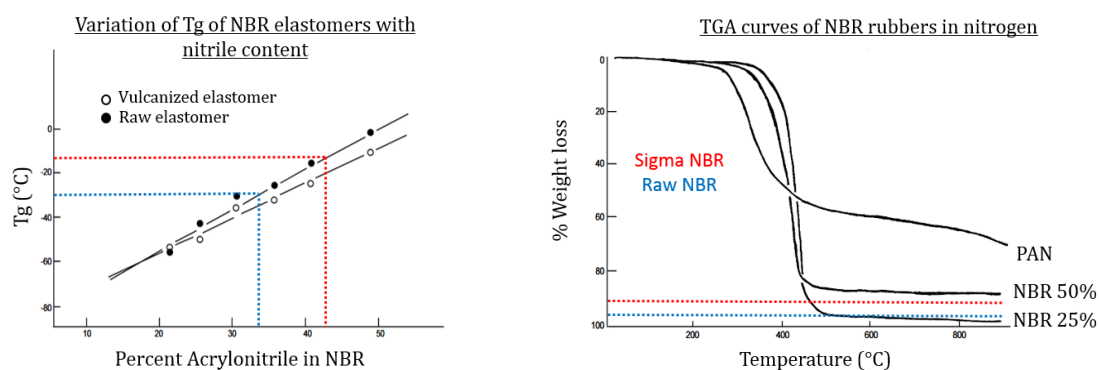 Variation of Tg of NBR elastomers with
nitrile content
Vulcanized elastomer
Raw elastomer
Tg (°C)
0
-20
-40
-60
-80
10
20
30
40
50
Percent Acrylonitrile in NBR
TGA curves of NBR rubbers in nitrogen
% Weight loss
0
20
40
60
80
100
Sigma NBR
Raw NBR
PAN
NBR 50%
NBR 25%
200
400
600
800
Temperature (°C)